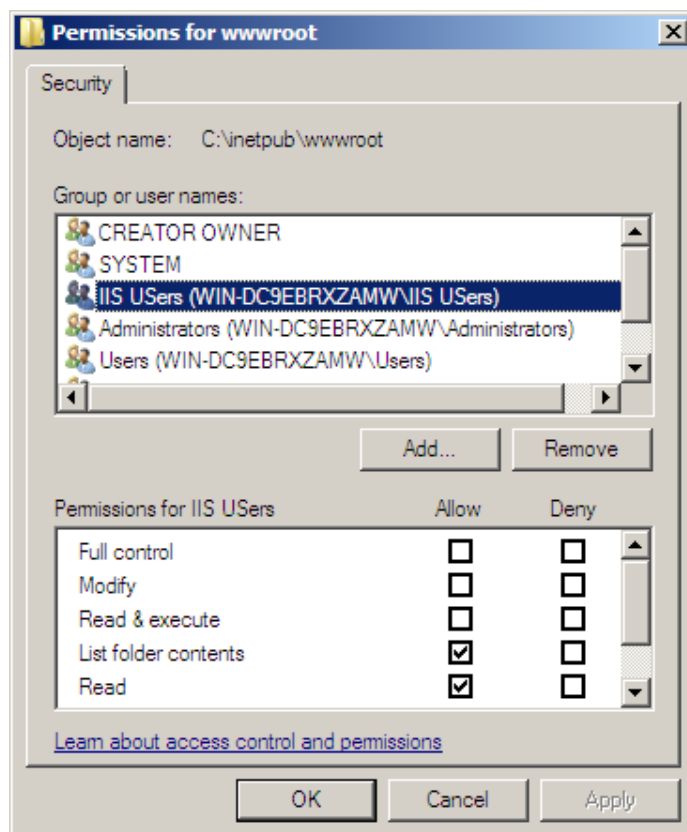 Permissions for wwwroot
Security
Object name: C:\inetpub\wwwroot
Group or user names:
CREATOR OWNER
SYSTEM
IIS USers (WIN-DC9EBRXZAMW\IIS USers)
Administrators (WIN-DC9EBRXZAMW\Administrators)
Users (WIN-DC9EBRXZAMW\Users)
Add... Remove
Permissions for IIS USers Allow Deny
Full control
Modify
Read & execute
List folder contents
Read
Learn about access control and permissions
OK Cancel Apply